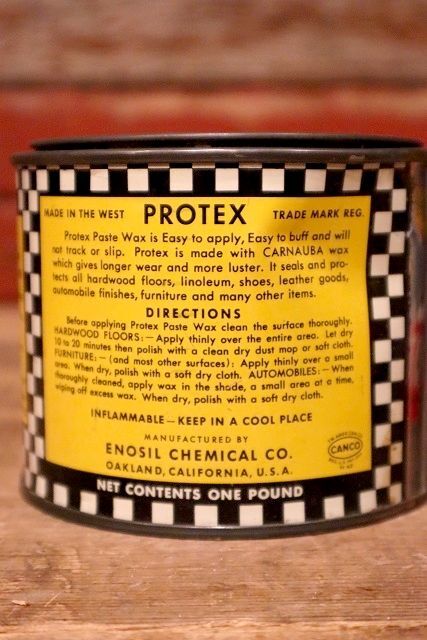 MADE IN THE WEST PROTEX TRADE MARK REG.
Protex Paste Wax is Easy to apply, Easy to buff and will
not track or slip. Protex is made with CARNAUBA wax
which gives longer wear and more luster. It seals and pro-
tects all hardwood floors, linoleum, shoes, leather goods,
automobile finishes, furniture and many other items.
DIRECTIONS
Before applying Protex Paste Wax clean the surface thoroughly.
HARDWOOD FLOORS:—Apply thinly over the entire area. Let dry
10 to 20 minutes then polish with a clean dry dust mop or soft cloth.
FURNITURE:—(and most other surfaces): Apply thinly over a small
area. When dry, polish with a soft dry cloth. AUTOMOBILES:—When
thoroughly cleaned, apply wax in the shade, a small area at a time,
wiping off excess wax. When dry, polish with a soft dry cloth.
INFLAMMABLE—KEEP IN A COOL PLACE
MANUFACTURED BY
ENOSIL CHEMICAL CO.
OAKLAND, CALIFORNIA, U.S.A.
CANCO
NET CONTENTS ONE POUND